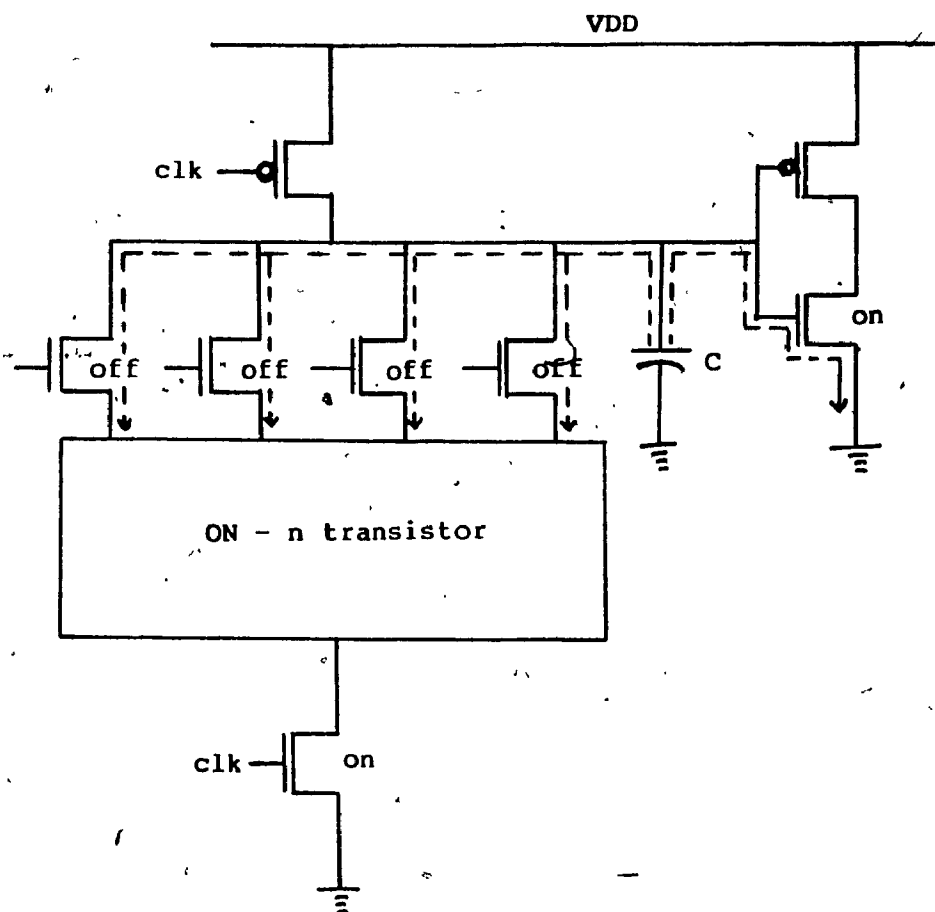 VDD
clk
on
off off off off C
ON - n transistor
clk on